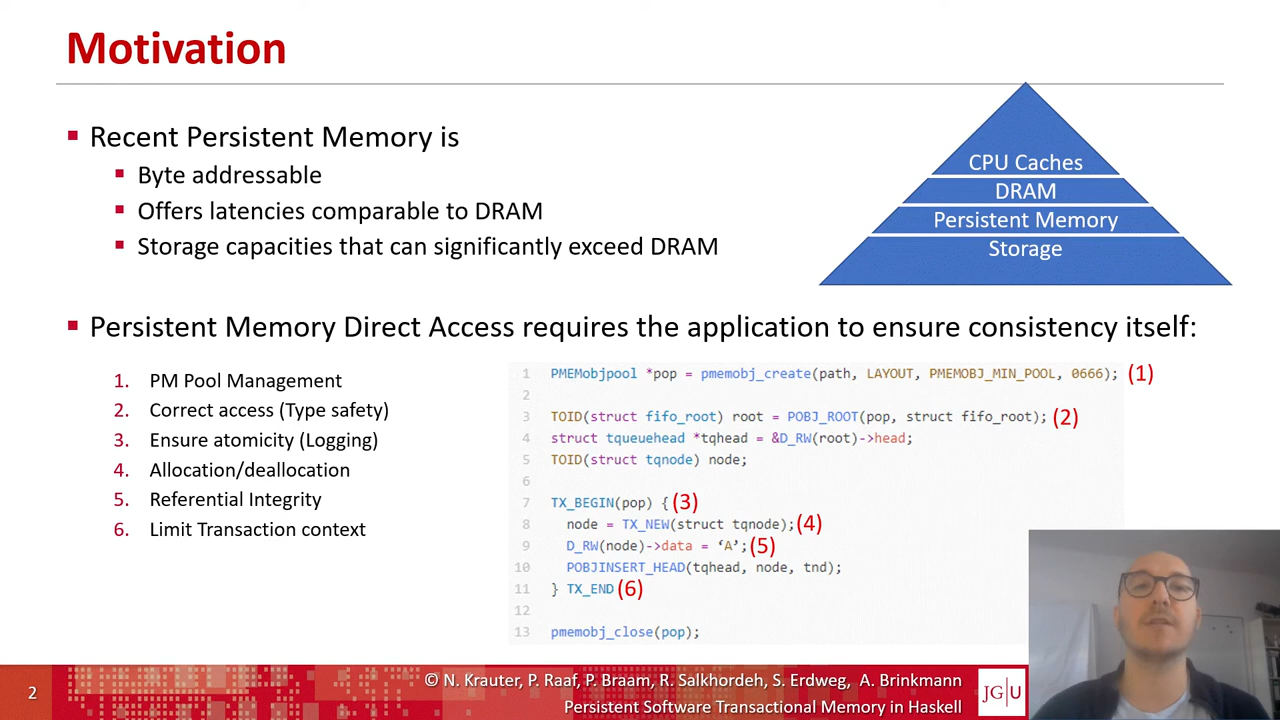 Motivation
▪ Recent Persistent Memory is
▪ Byte addressable
▪ Offers latencies comparable to DRAM
▪ Storage capacities that can significantly exceed DRAM
CPU Caches
DRAM
Persistent Memory
Storage
▪ Persistent Memory Direct Access requires the application to ensure consistency itself:
1. PM Pool Management
2. Correct access (Type safety)
3. Ensure atomicity (Logging)
4. Allocation/deallocation
5. Referential Integrity
6. Limit Transaction context
1 PMEMobjpool *pop = pmemobj_create(path, LAYOUT, PMEMOBJ_MIN_POOL, 0666); (1)
2
3 TOID(struct fifo_root) root = POBJ_ROOT(pop, struct fifo_root); (2)
4 struct tqueuehead *tqhead = &D_RW(root)->head;
5 TOID(struct tqnode) node;
6
7 TX_BEGIN(pop) { (3)
8 node = TX_NEW(struct tqnode); (4)
9 D_RW(node)->data = ‘A’; (5)
10 POBJINSERT_HEAD(tqhead, node, tnd);
11 } TX_END (6)
12
13 pmemobj_close(pop);
2
© N. Krauter, P. Raaf, P. Braam, R. Salkhordeh, S. Erdweg, A. Brinkmann
Persistent Software Transactional Memory in Haskell
JG|U